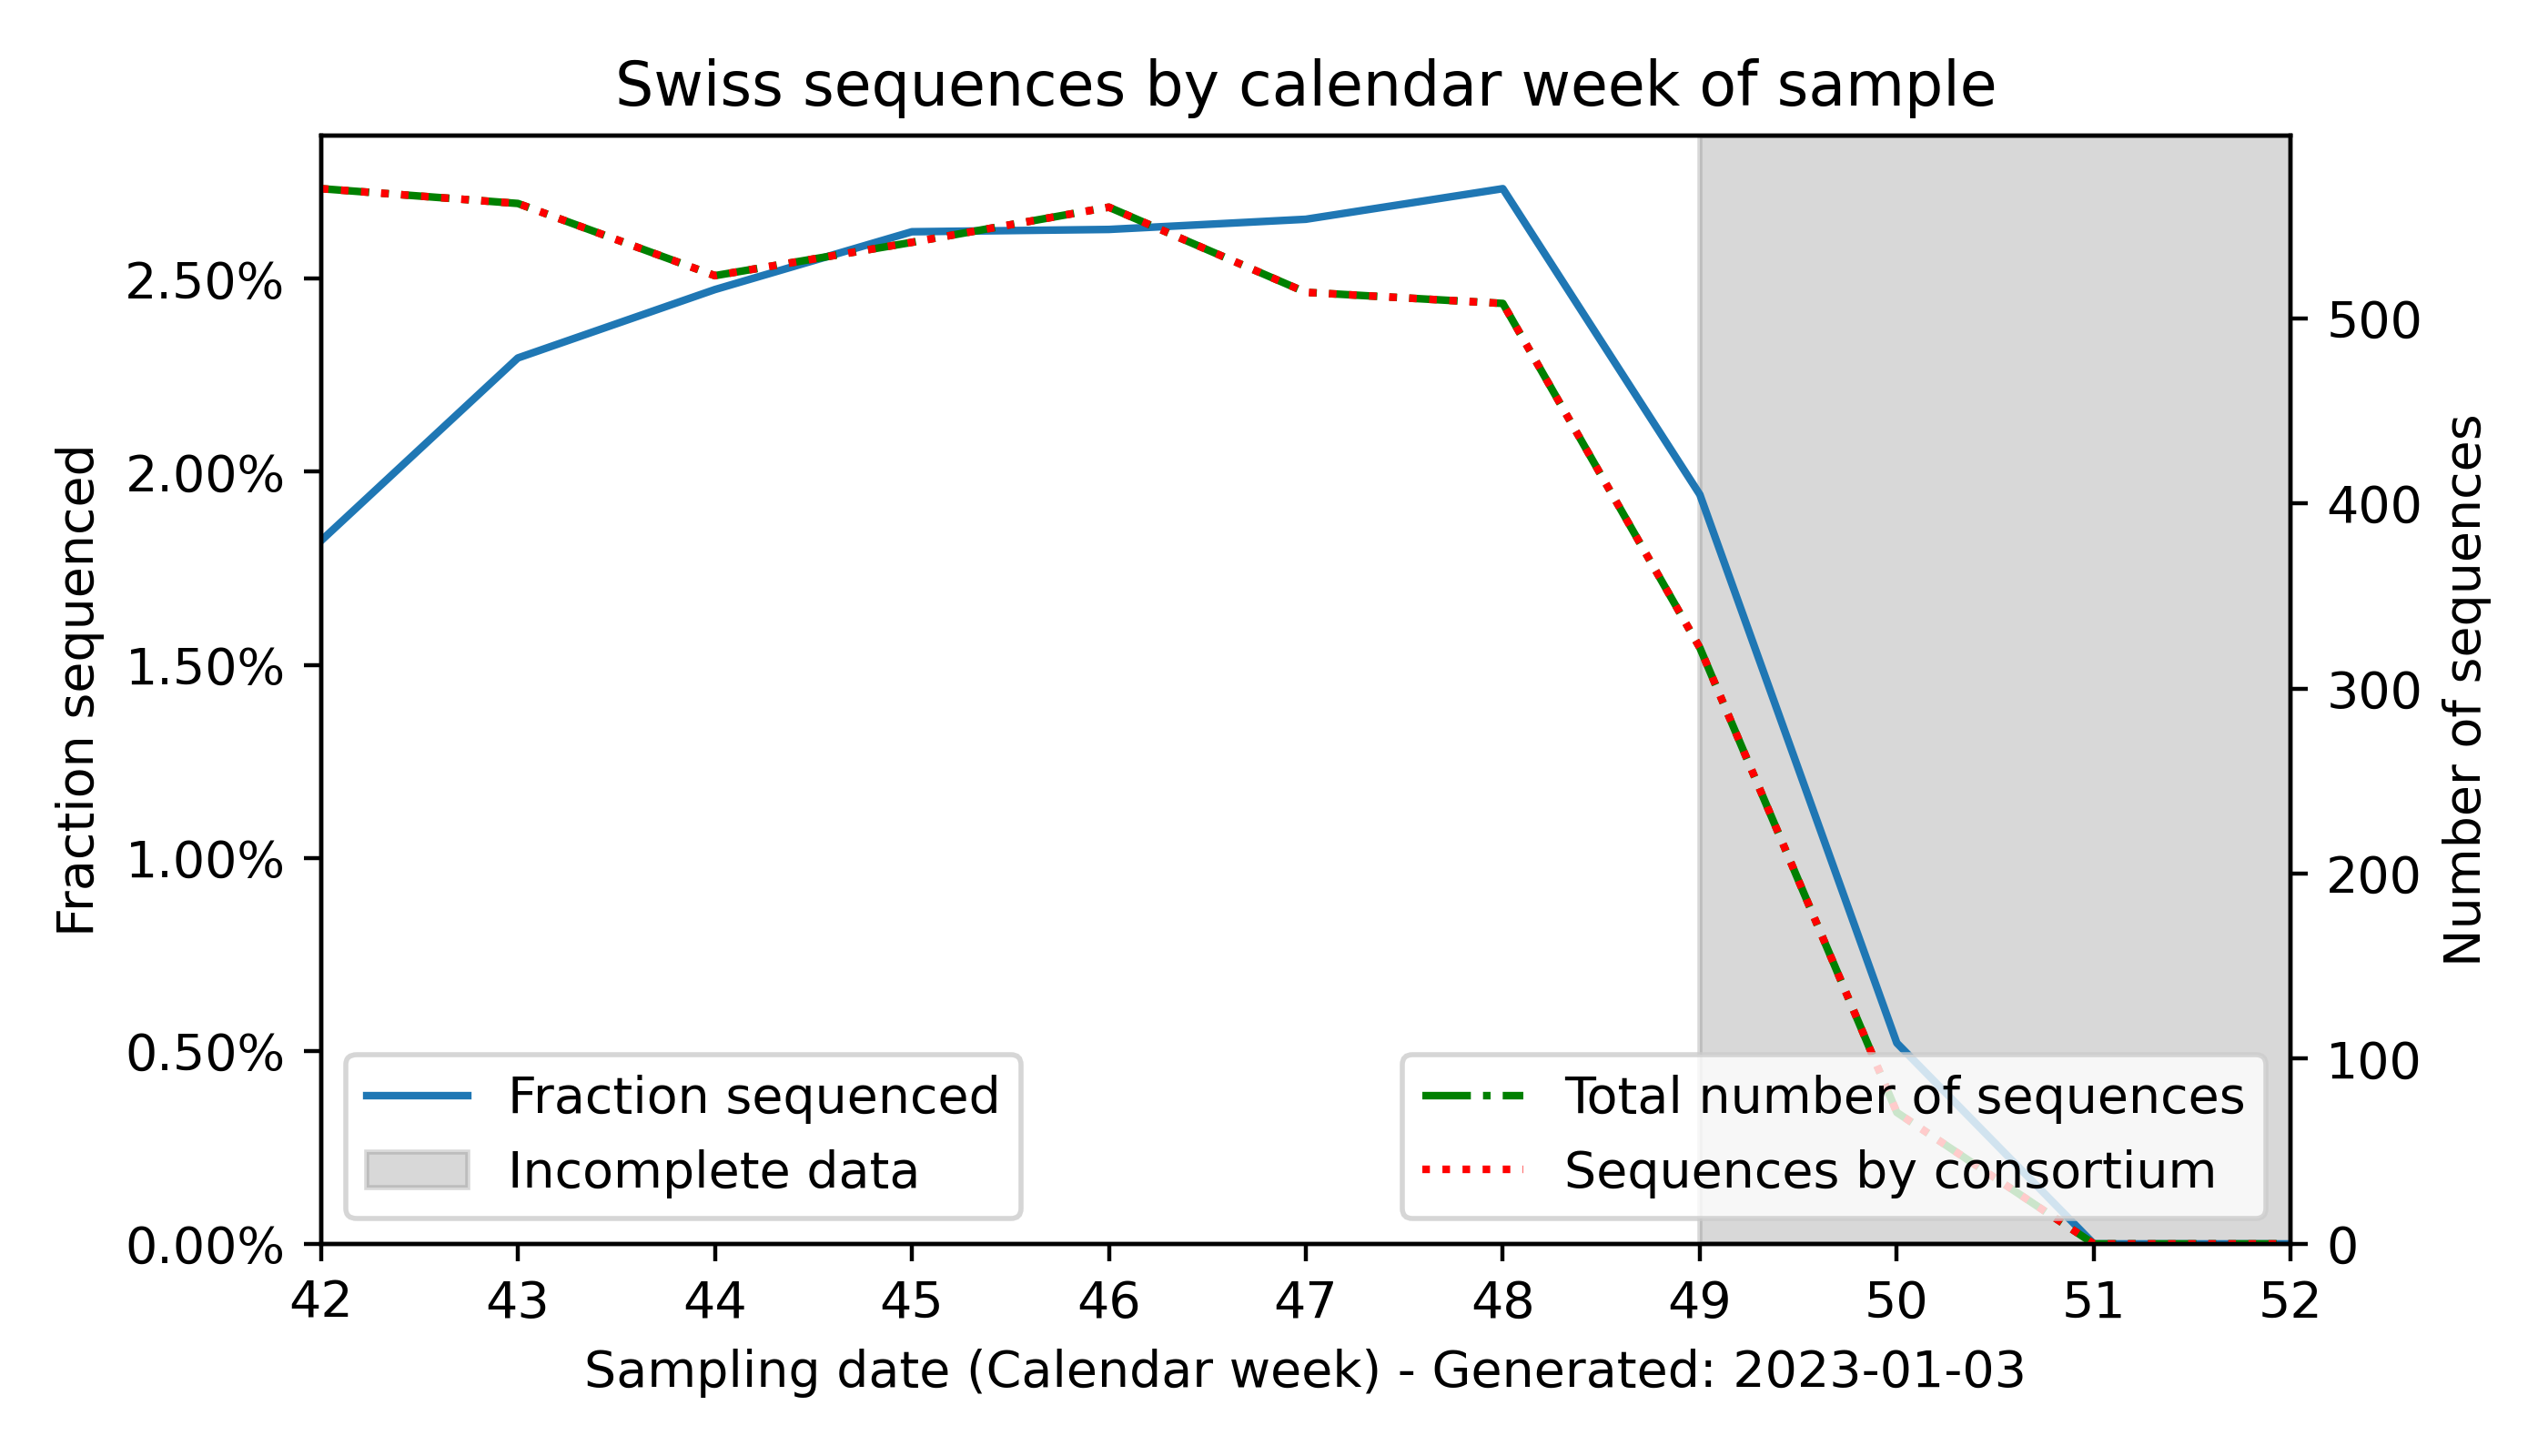 Swiss sequences by calendar week of sample
Fraction sequenced
2.50%
2.00%
1.50%
1.00%
0.50%
0.00%
500
400
300
200
100
0
Number of sequences
Fraction sequenced
Incomplete data
Total number of sequences
Sequences by consortium
42 43 44 45 46 47 48 49 50 51 52
Sampling date (Calendar week) - Generated: 2023-01-03